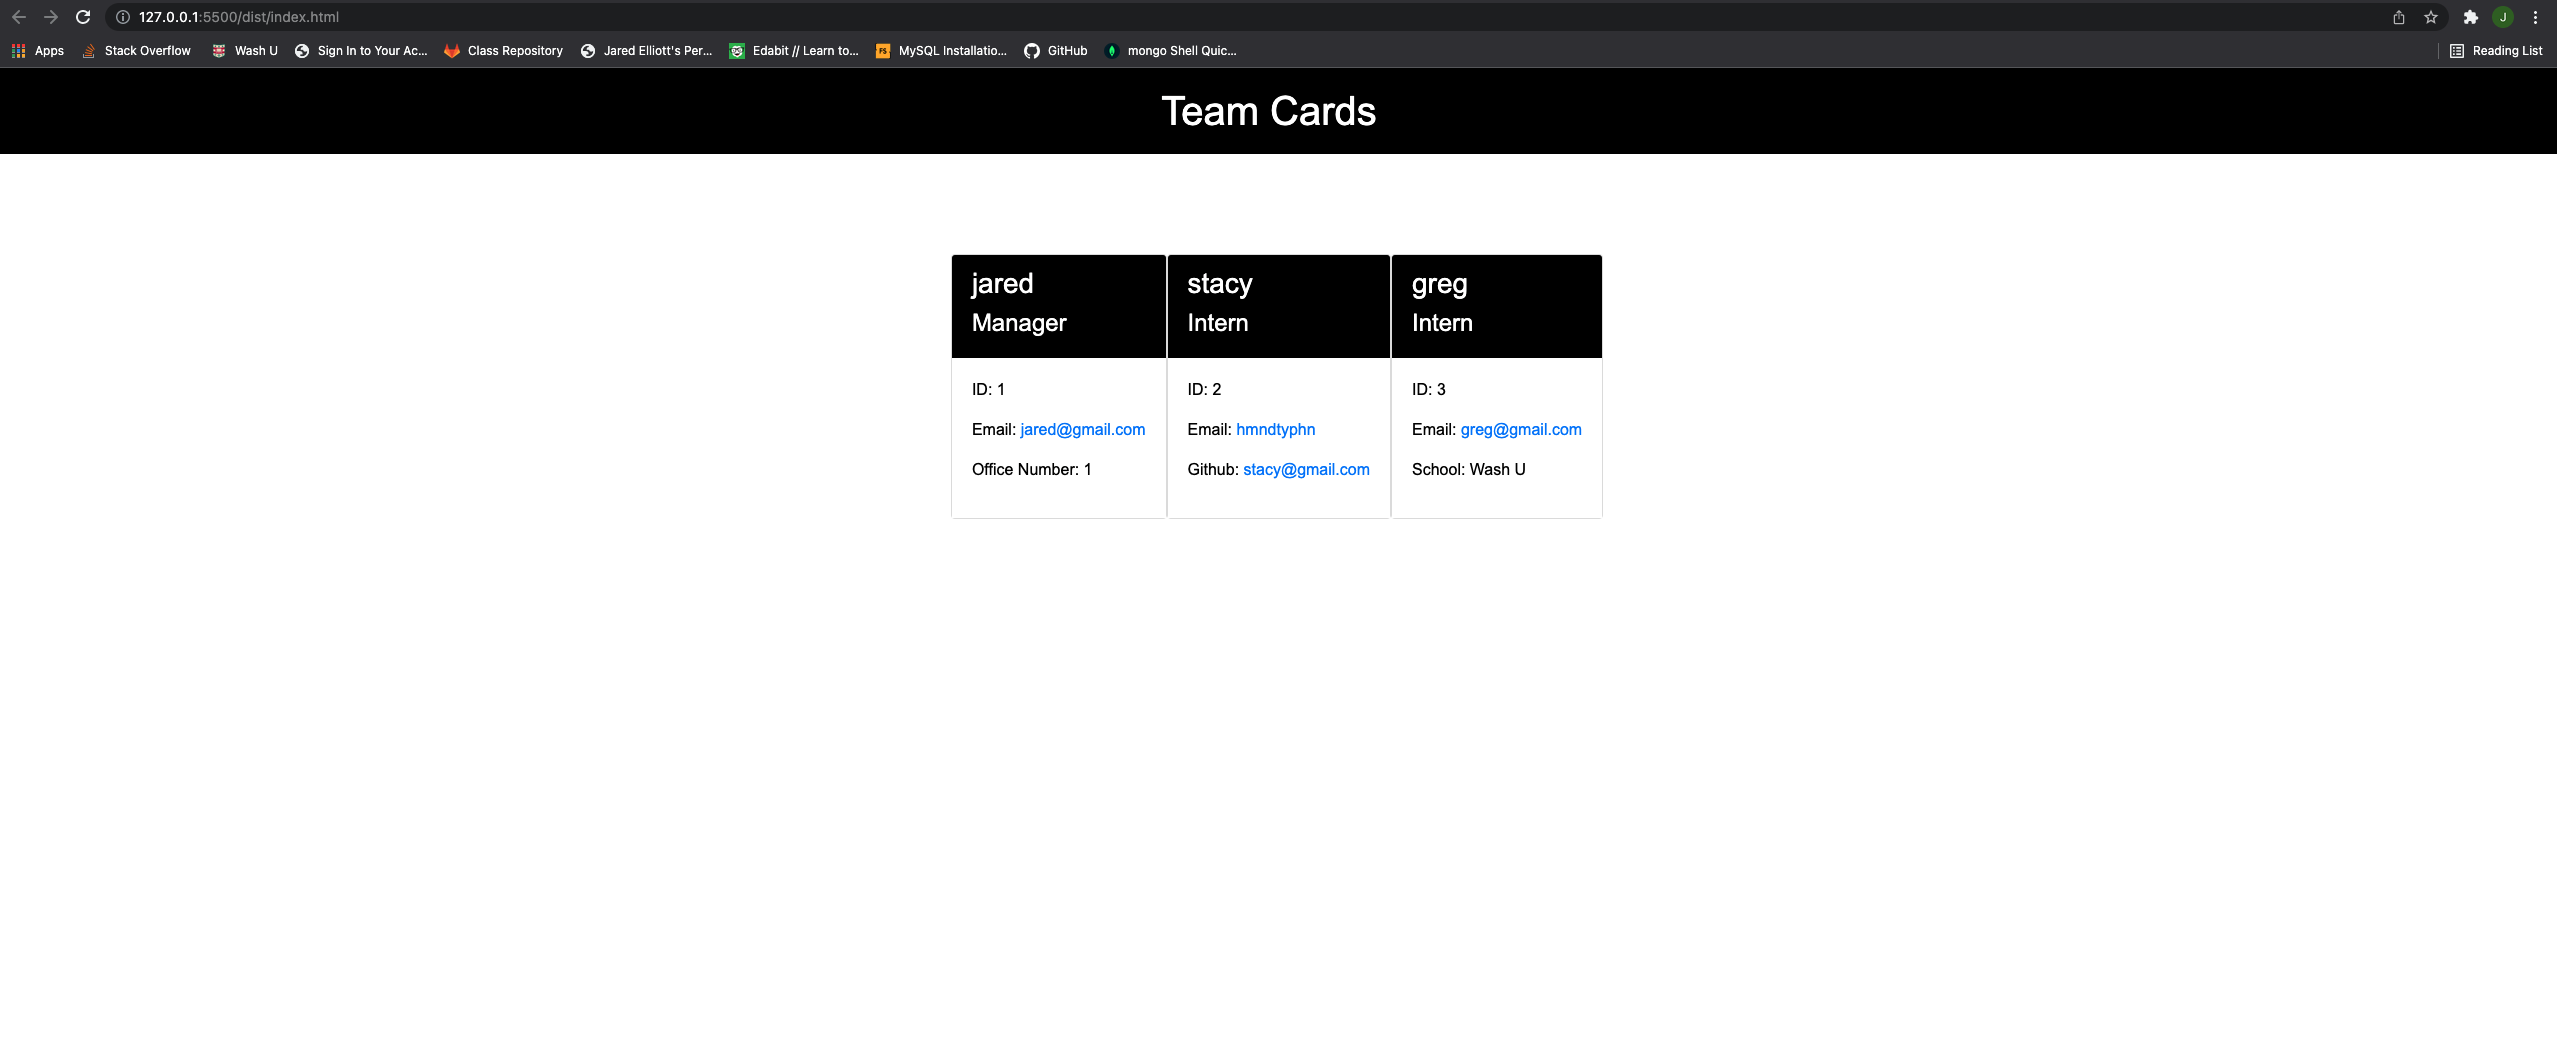 127.0.0.1:5500/dist/index.html
J
Apps Stack Overflow Wash U Sign In to Your Ac... Class Repository Jared Elliott's Per... Edabit // Learn to... FS MySQL Installatio... GitHub mongo Shell Quic... Reading List
Team Cards
jared
Manager
ID: 1
Email: jared@gmail.com
Office Number: 1
stacy
Intern
ID: 2
Email: hmndtyphn
Github: stacy@gmail.com
greg
Intern
ID: 3
Email: greg@gmail.com
School: Wash U